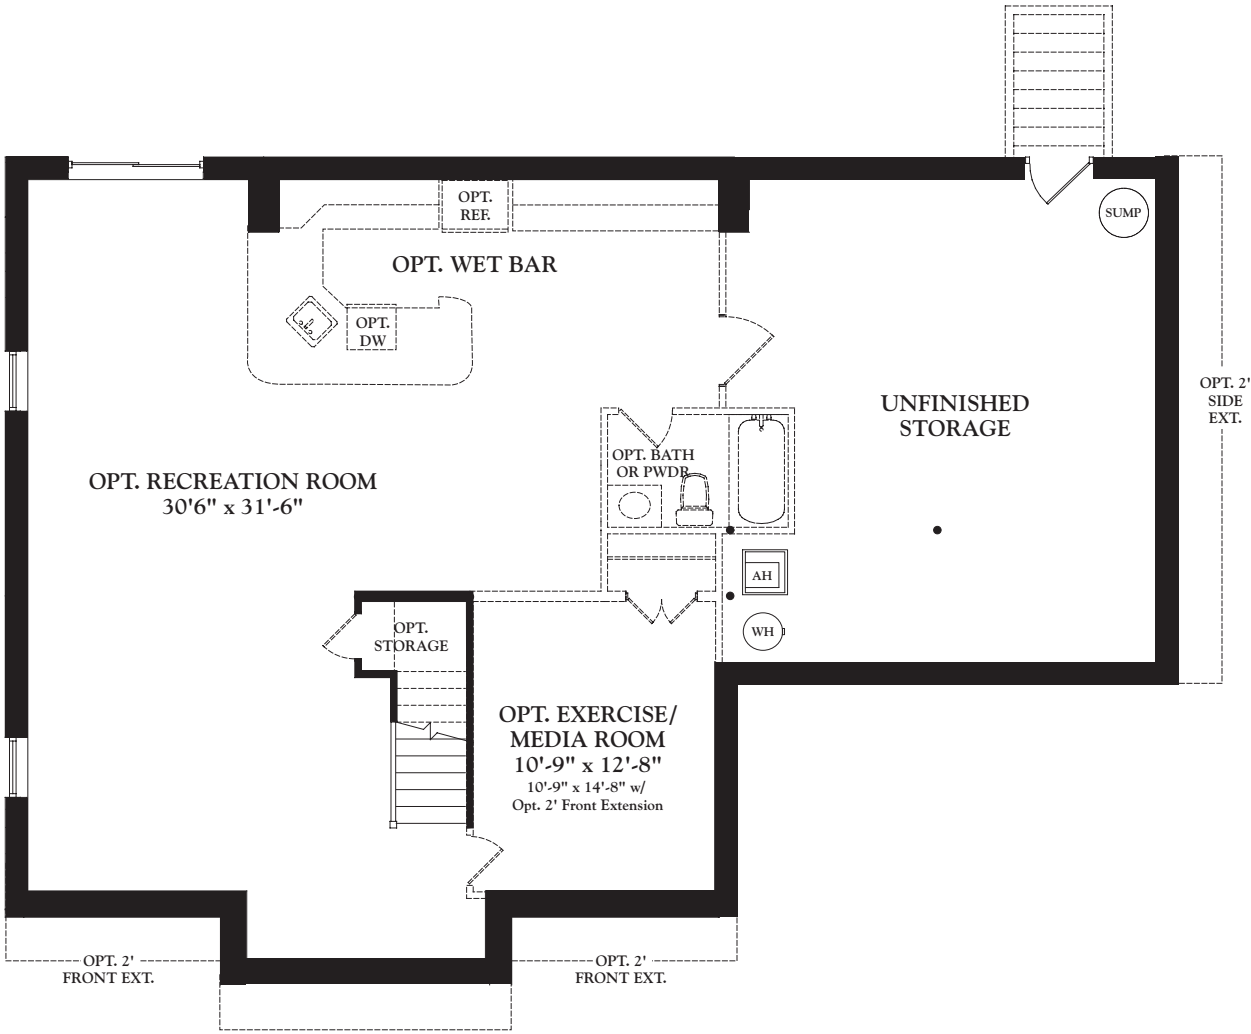 OPT.
REF.
SUMP
OPT. WET BAR
OPT.
DW
OPT. 2'
SIDE
EXT.
UNFINISHED
STORAGE
OPT. BATH
OR PWDR
OPT. RECREATION ROOM
30'6" x 31'-6"
AH
WH
OPT.
STORAGE
OPT. EXERCISE/
MEDIA ROOM
10'-9" x 12'-8"
10'-9" x 14'-8" w/
Opt. 2' Front Extension
OPT. 2'
FRONT EXT.
OPT. 2'
FRONT EXT.